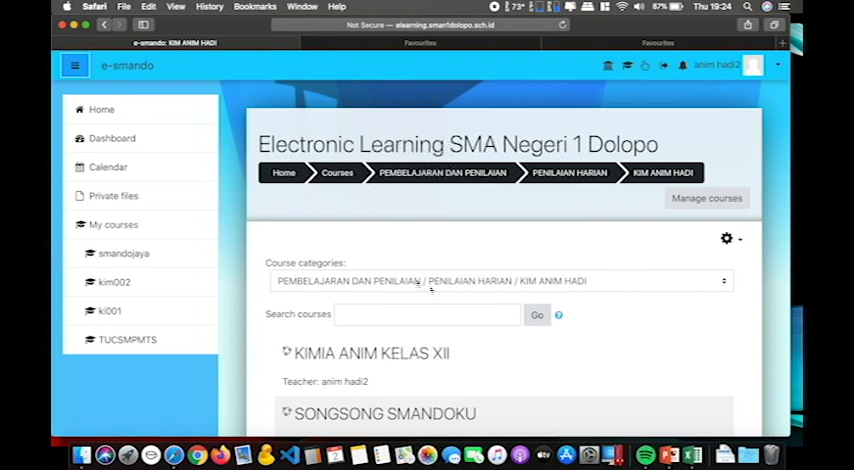 Safari File Edit View History Bookmarks Window Help
73° 87% Thu 19:24
Not Secure — elearning.sman1dolopo.sch.id
e-smando: KIM ANIM HADI Favourites Favourites
e-smando anim hadi2
Home
Dashboard
Calendar
Private files
My courses
smandojaya
kim002
ki001
TUCSMPMTS
Electronic Learning SMA Negeri 1 Dolopo
Home Courses PEMBELAJARAN DAN PENILAIAN PENILAIAN HARIAN KIM ANIM HADI
Manage courses
Course categories:
PEMBELAJARAN DAN PENILAIAN / PENILAIAN HARIAN / KIM ANIM HADI
Search courses Go
KIMIA ANIM KELAS XII
Teacher: anim hadi2
SONGSONG SMANDOKU